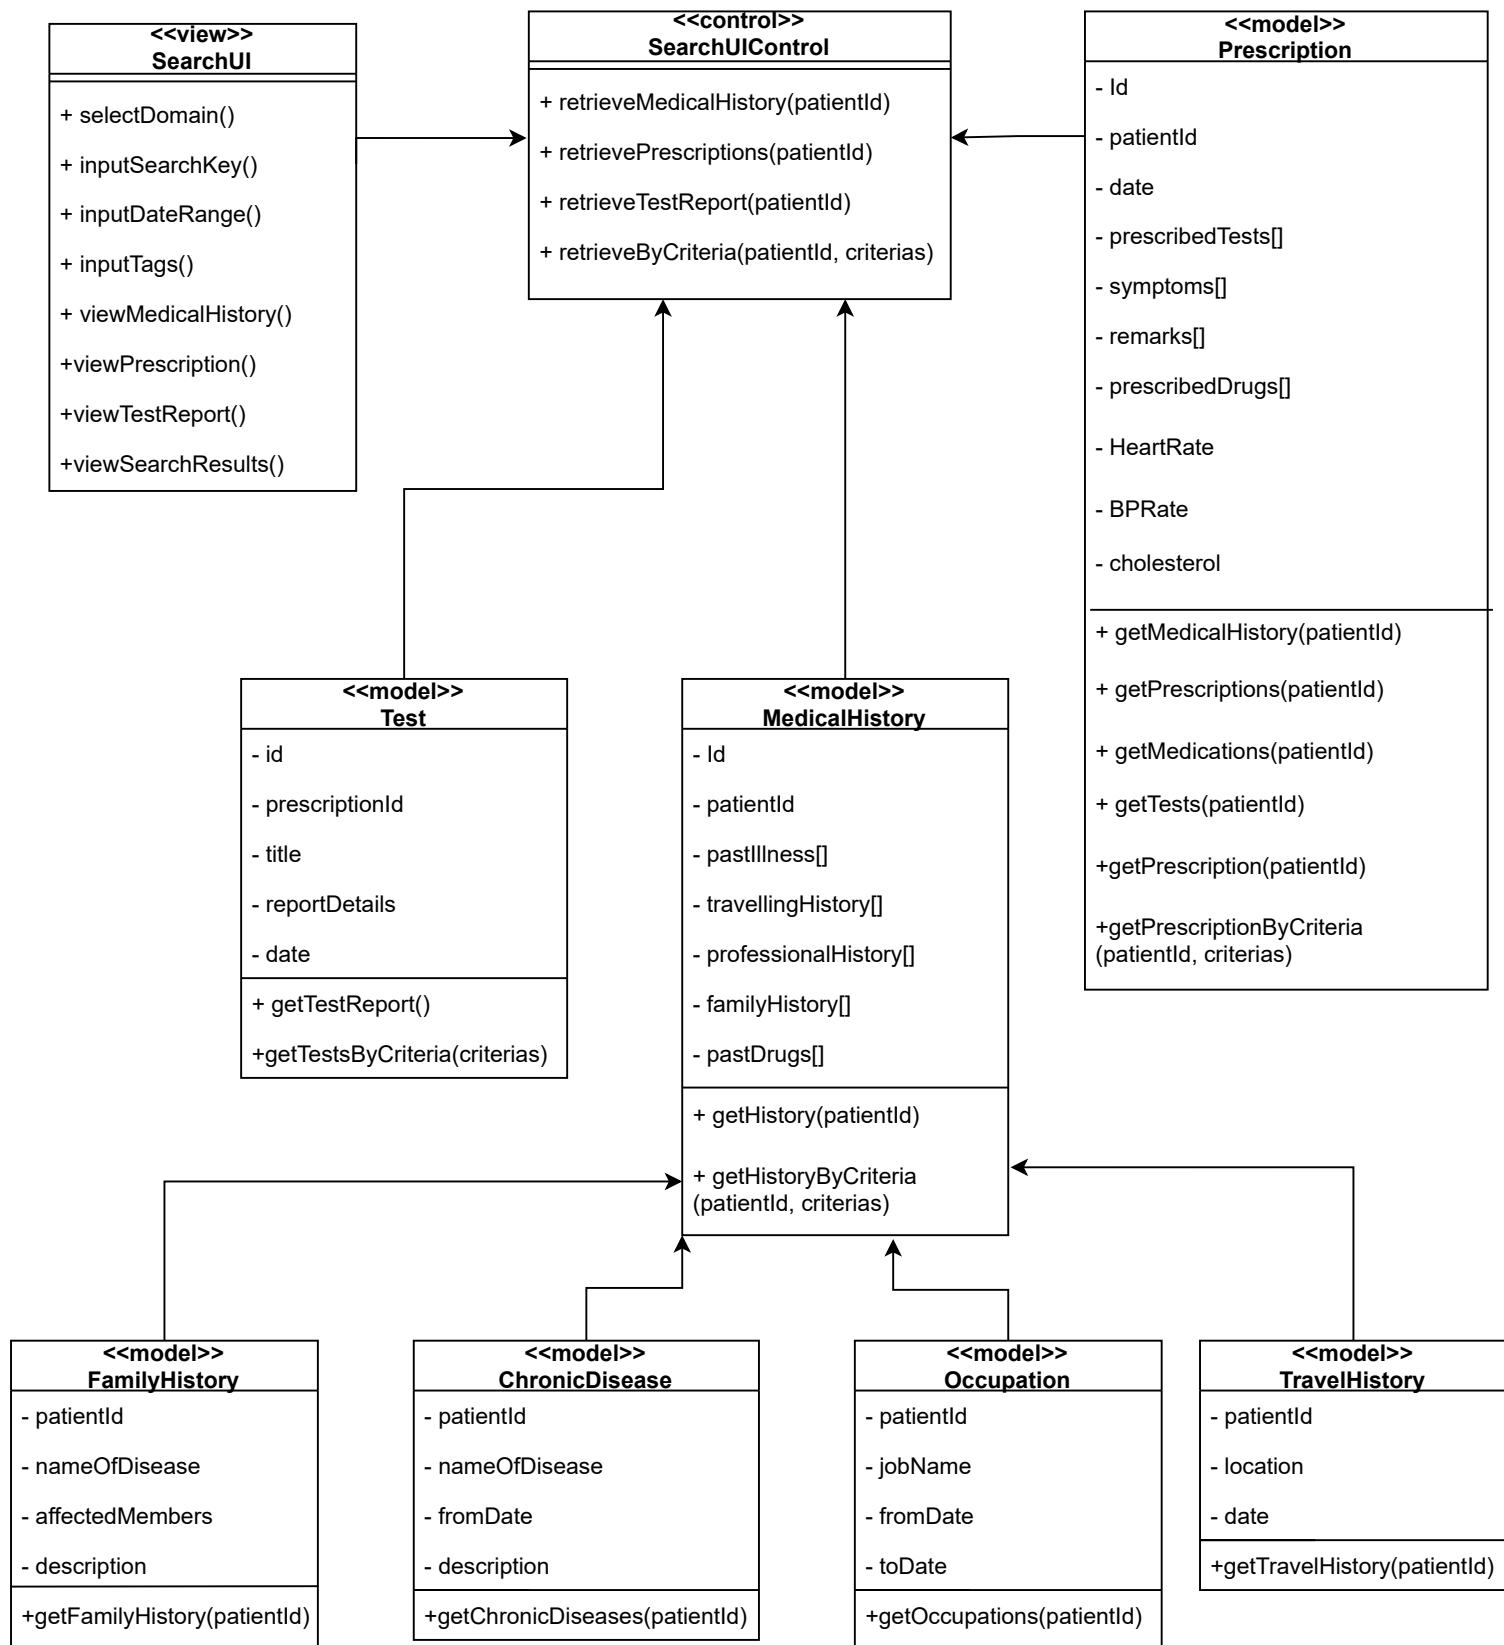 <<view>>
SearchUI
+ selectDomain()
+ inputSearchKey()
+ inputDateRange()
+ inputTags()
+ viewMedicalHistory()
+viewPrescription()
+viewTestReport()
+viewSearchResults()
<<control>>
SearchUIControl
+ retrieveMedicalHistory(patientId)
+ retrievePrescriptions(patientId)
+ retrieveTestReport(patientId)
+ retrieveByCriteria(patientId, criterias)
<<model>>
Prescription
- Id
- patientId
- date
- prescribedTests[]
- symptoms[]
- remarks[]
- prescribedDrugs[]
- HeartRate
- BPRate
- cholesterol
+ getMedicalHistory(patientId)
+ getPrescriptions(patientId)
+ getMedications(patientId)
+ getTests(patientId)
+getPrescription(patientId)
+getPrescriptionByCriteria
(patientId, criterias)
<<model>>
Test
- id
- prescriptionId
- title
- reportDetails
- date
+ getTestReport()
+getTestsByCriteria(criterias)
<<model>>
MedicalHistory
- Id
- patientId
- pastIllness[]
- travellingHistory[]
- professionalHistory[]
- familyHistory[]
- pastDrugs[]
+ getHistory(patientId)
+ getHistoryByCriteria
(patientId, criterias)
<<model>>
FamilyHistory
- patientId
- nameOfDisease
- affectedMembers
- description
+getFamilyHistory(patientId)
<<model>>
ChronicDisease
- patientId
- nameOfDisease
- fromDate
- description
+getChronicDiseases(patientId)
<<model>>
Occupation
- patientId
- jobName
- fromDate
- toDate
+getOccupations(patientId)
<<model>>
TravelHistory
- patientId
- location
- date
+getTravelHistory(patientId)